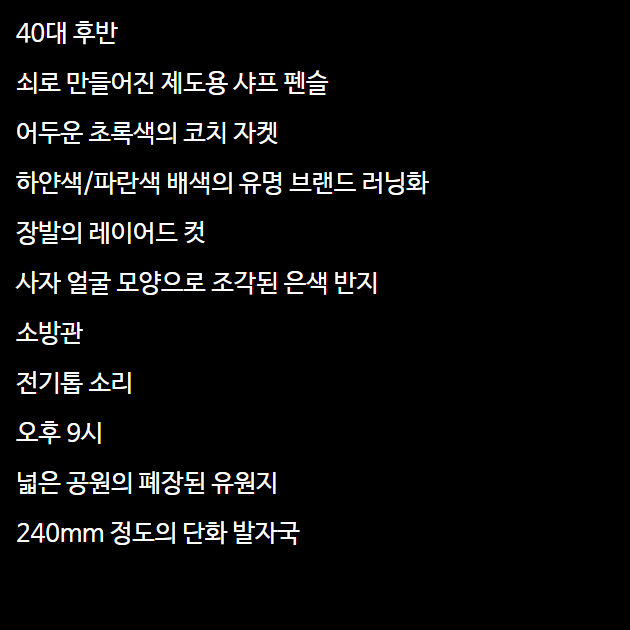 40대 후반
쇠로 만들어진 제도용 샤프 펜슬
어두운 초록색의 코치 자켓
하얀색/파란색 배색의 유명 브랜드 러닝화
장발의 레이어드 컷
사자 얼굴 모양으로 조각된 은색 반지
소방관
전기톱 소리
오후 9시
넓은 공원의 폐장된 유원지
240mm 정도의 단화 발자국